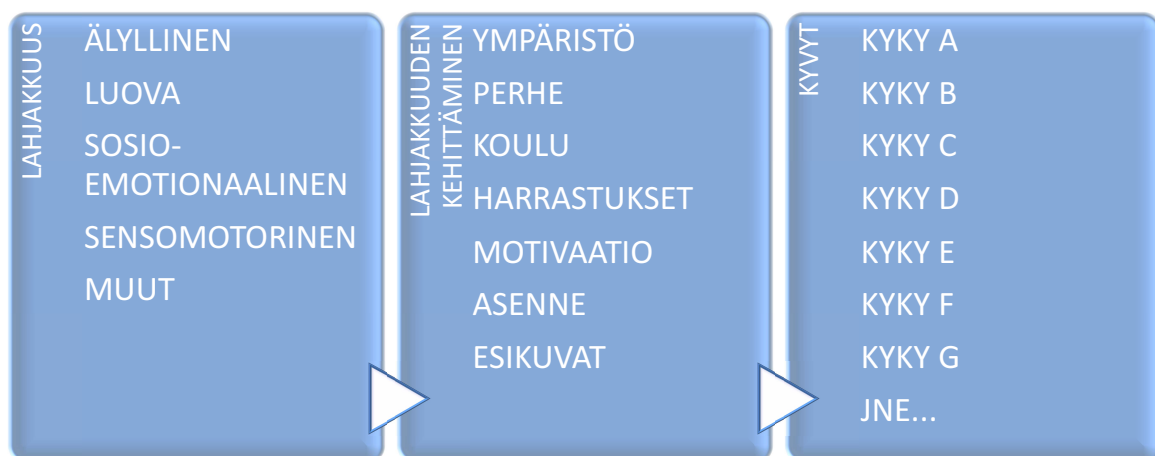 LAHJAKKUUS
ÄLYLLINEN
LUOVA
SOSIO-
EMOTIONAALINEN
SENSOMOTORINEN
MUUT
LAHJAKKUUDEN
KEHITTÄMINEN
YMPÄRISTÖ
PERHE
KOULU
HARRASTUKSET
MOTIVAATIO
ASENNE
ESIKUVAT
KYVYT
KYKY A
KYKY B
KYKY C
KYKY D
KYKY E
KYKY F
KYKY G
JNE...